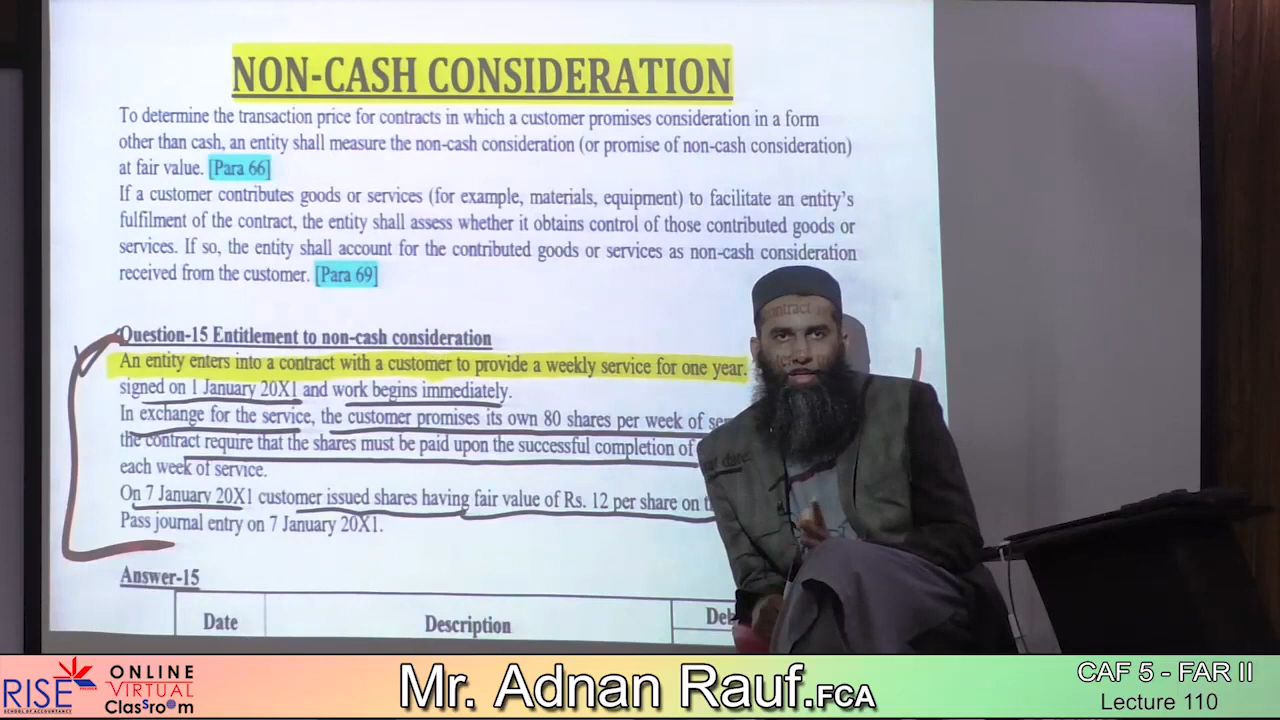 NON-CASH CONSIDERATION
To determine the transaction price for contracts in which a customer promises consideration in a form
other than cash, an entity shall measure the non-cash consideration (or promise of non-cash consideration)
at fair value. [Para 66]
If a customer contributes goods or services (for example, materials, equipment) to facilitate an entity's
fulfilment of the contract, the entity shall assess whether it obtains control of those contributed goods or
services. If so, the entity shall account for the contributed goods or services as non-cash consideration
received from the customer. [Para 69]
Question-15 Entitlement to non-cash consideration
An entity enters into a contract with a customer to provide a weekly service for one year.
signed on 1 January 20X1 and work begins immediately.
In exchange for the service, the customer promises its own 80 shares per week of
the contract require that the shares must be paid upon the successful completion of
each week of service.
On 7 January 20X1 customer issued shares having fair value of Rs. 12 per share on
date.
Pass journal entry on 7 January 20X1.
Answer-15
Date Description
RISE
SCHOOL OF ACCOUNTANCY
ONLINE
VIRTUAL
Classroom
Mr. Adnan Rauf.FCA
CAF 5 - FAR II
Lecture 110